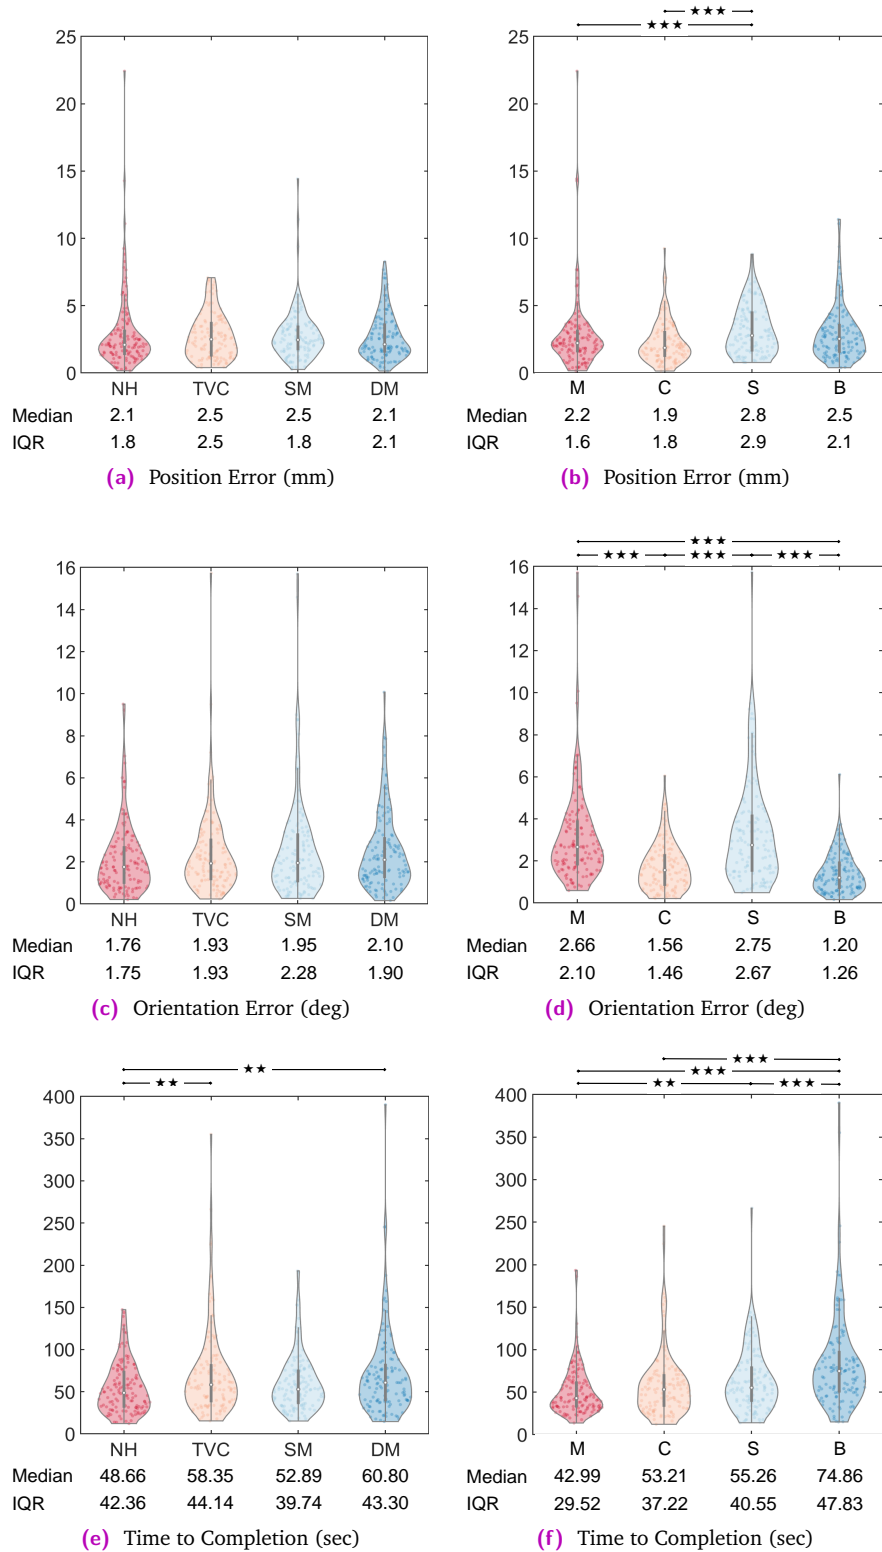 ★★★
★★★
25
20
15
10
5
0
NH TVC SM DM
Median 2.1 2.5 2.5 2.1
IQR 1.8 2.5 1.8 2.1
(a) Position Error (mm)
25
20
15
10
5
0
M C S B
Median 2.2 1.9 2.8 2.5
IQR 1.6 1.8 2.9 2.1
(b) Position Error (mm)
16
14
12
10
8
6
4
2
0
NH TVC SM DM
Median 1.76 1.93 1.95 2.10
IQR 1.75 1.93 2.28 1.90
(c) Orientation Error (deg)
★★★
★★★ ★★★ ★★★
16
14
12
10
8
6
4
2
0
M C S B
Median 2.66 1.56 2.75 1.20
IQR 2.10 1.46 2.67 1.26
(d) Orientation Error (deg)
★★
★★
400
350
300
250
200
150
100
50
0
NH TVC SM DM
Median 48.66 58.35 52.89 60.80
IQR 42.36 44.14 39.74 43.30
(e) Time to Completion (sec)
★★★
★★★
★★ ★★★
400
350
300
250
200
150
100
50
0
M C S B
Median 42.99 53.21 55.26 74.86
IQR 29.52 37.22 40.55 47.83
(f) Time to Completion (sec)